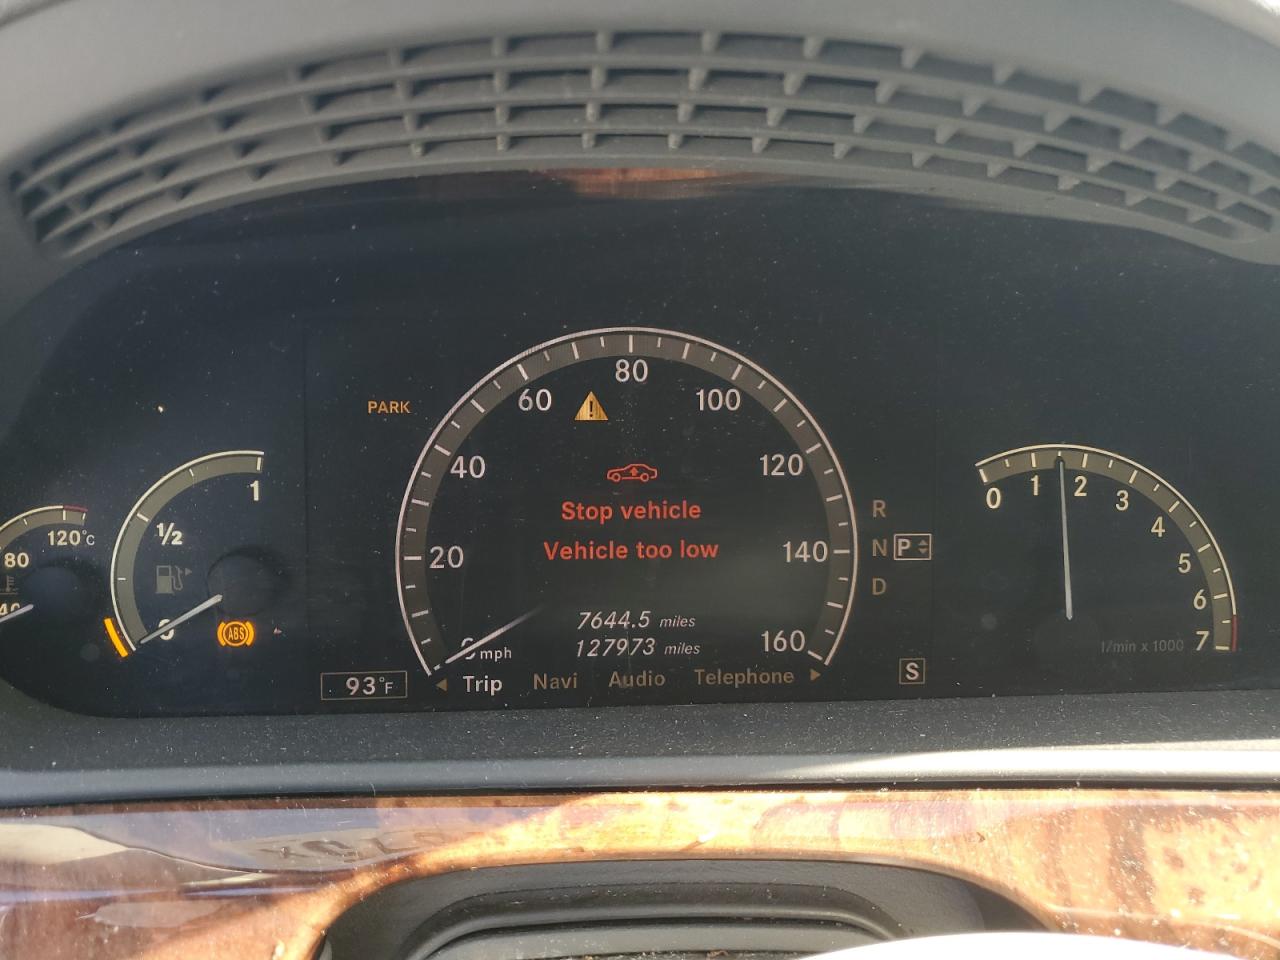 80
60
100
PARK
40
120
1
0 1 2 3 4 5 6 7
Stop vehicle
R
1/2
120°C
Vehicle too low
20
140
N P
80
D
40
ABS
7644.5 miles
0 mph
127973 miles
160
l/min x 1000
93°F
Trip Navi Audio Telephone
S